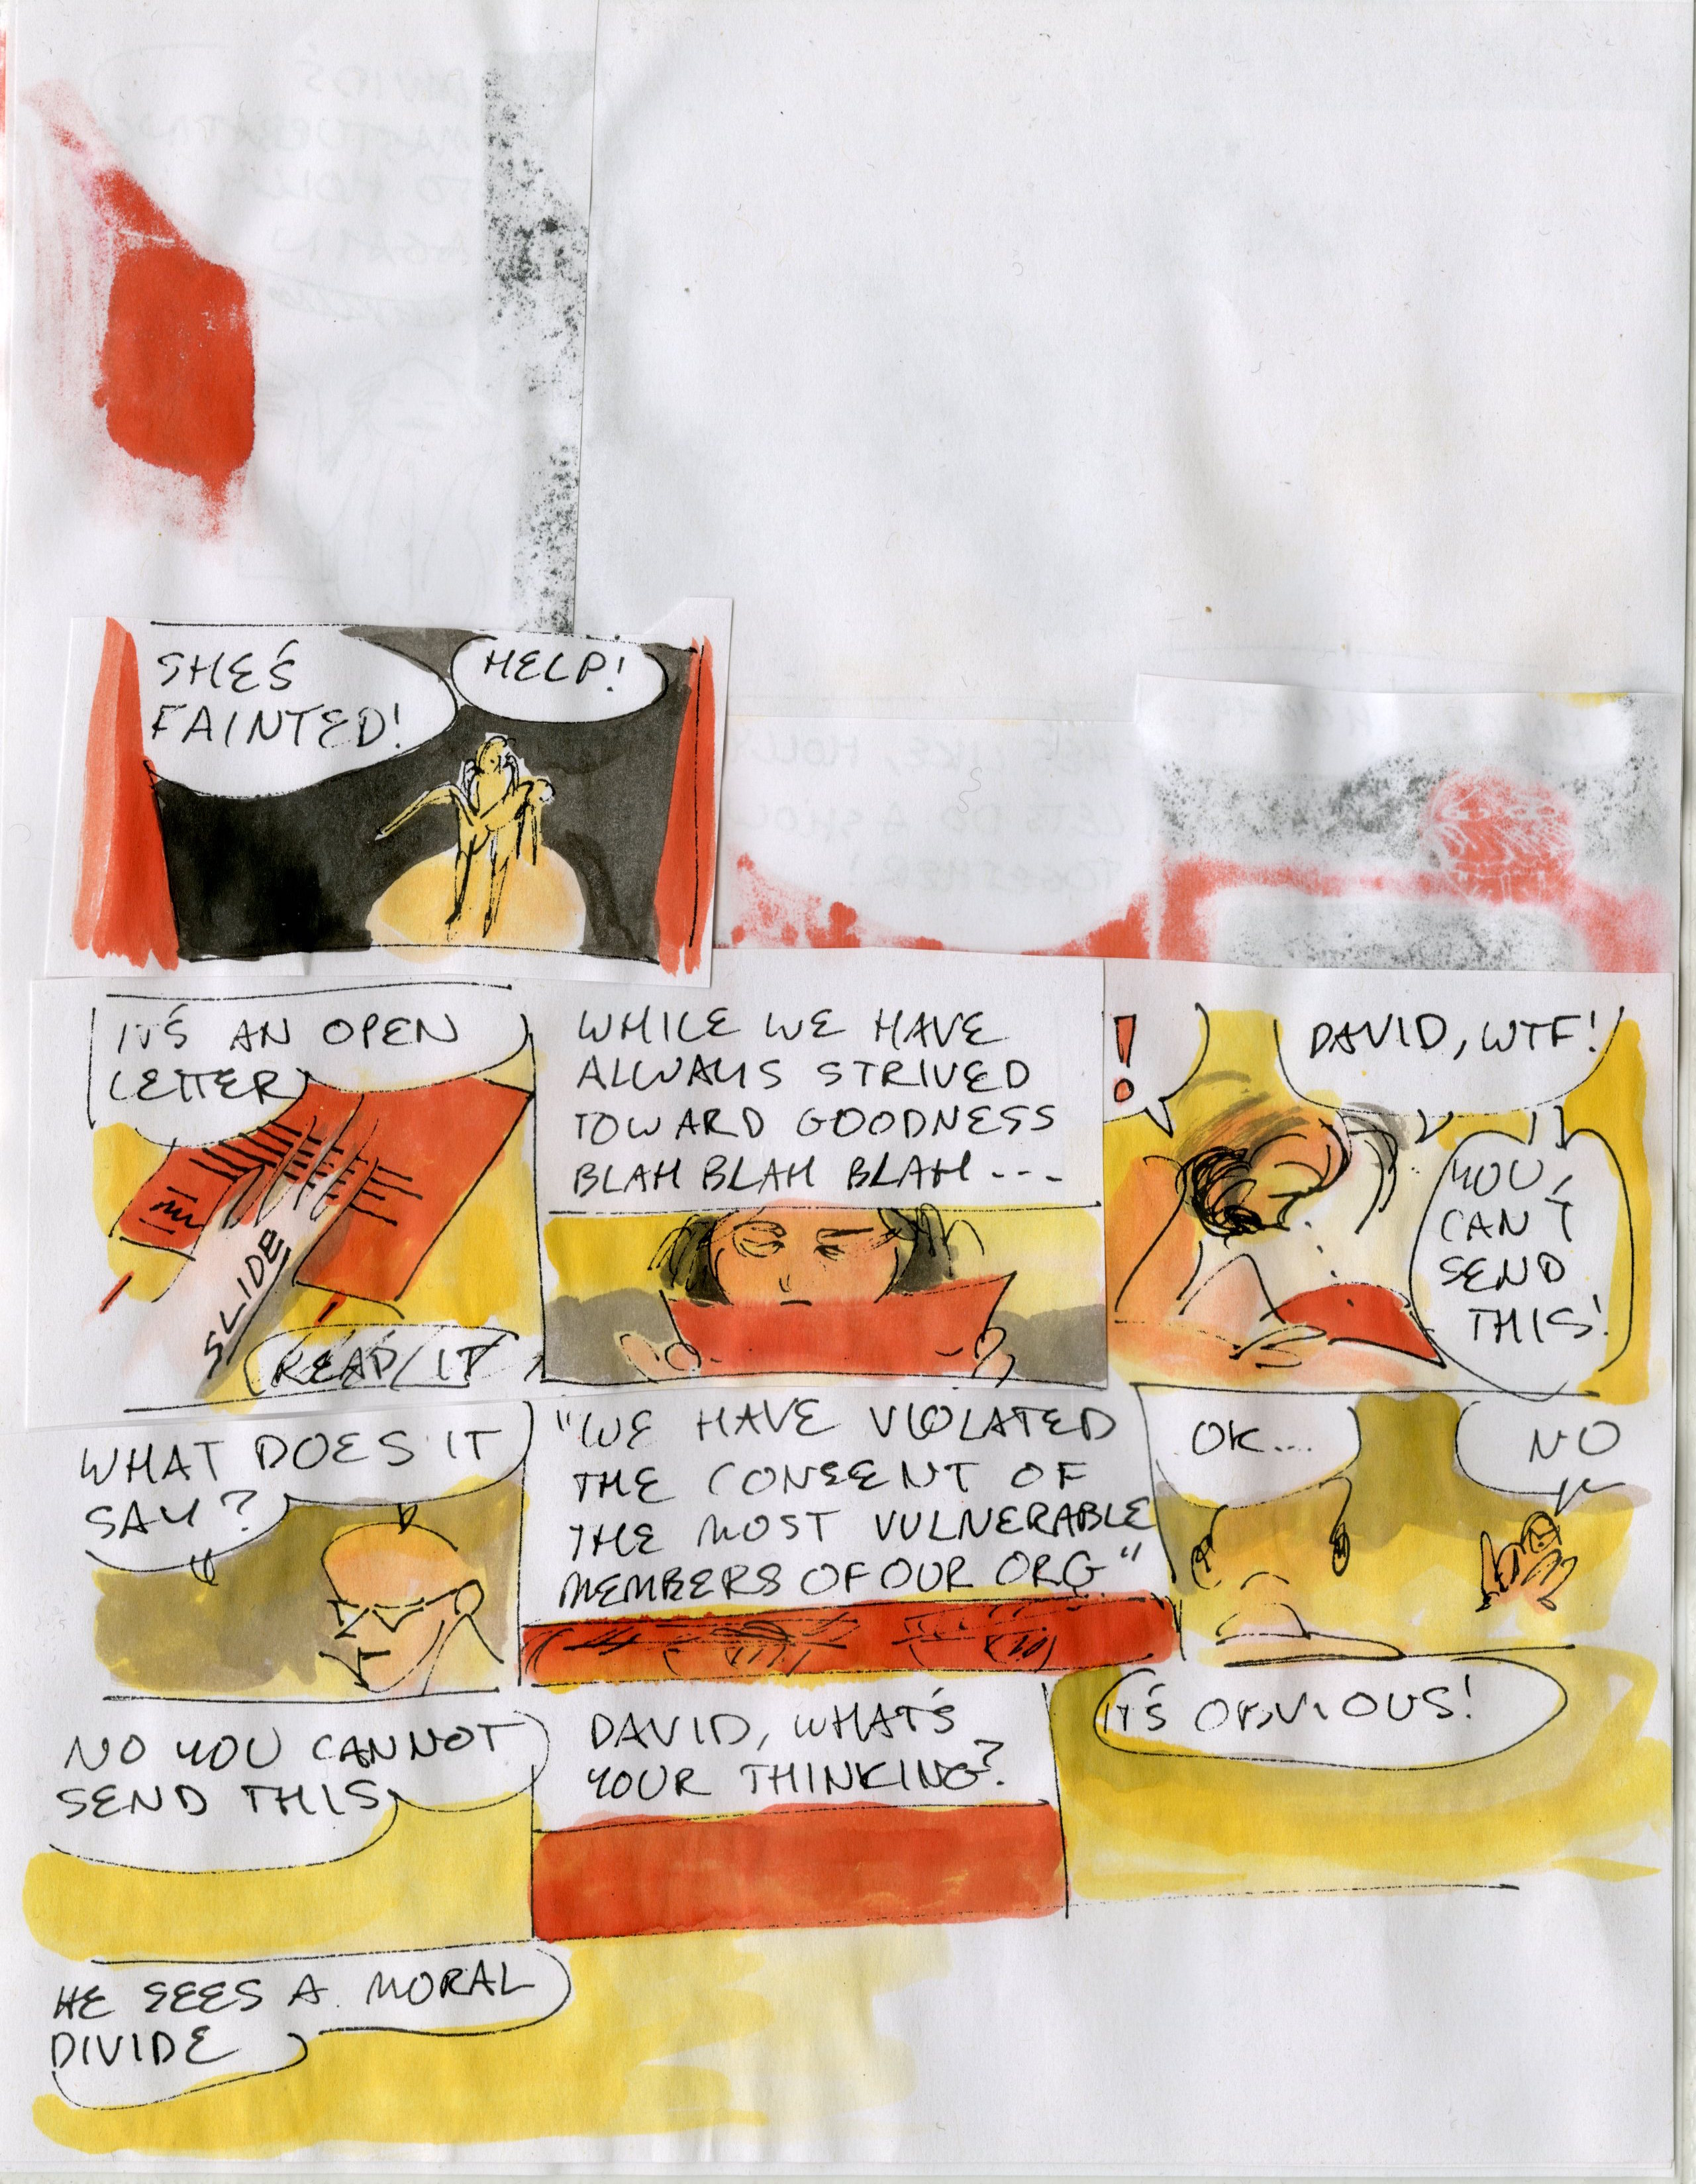 SHE'S
FAINTED!
HELP!
IT'S AN OPEN
LETTER
SLIDE
READ IT
WHILE WE HAVE
ALWAYS STRIVED
TOWARD GOODNESS
BLAH BLAH BLAH---
!
DAVID, WTF!
YOU,
CAN'T
SEND
THIS!
WHAT DOES IT
SAY?
"WE HAVE VIOLATED
THE CONSENT OF
THE MOST VULNERABLE
MEMBERS OF OUR ORG."
OK....
NO
NO YOU CANNOT
SEND THIS
DAVID, WHAT'S
YOUR THINKING?
IT'S OBVIOUS!
HE SEES A MORAL
DIVIDE